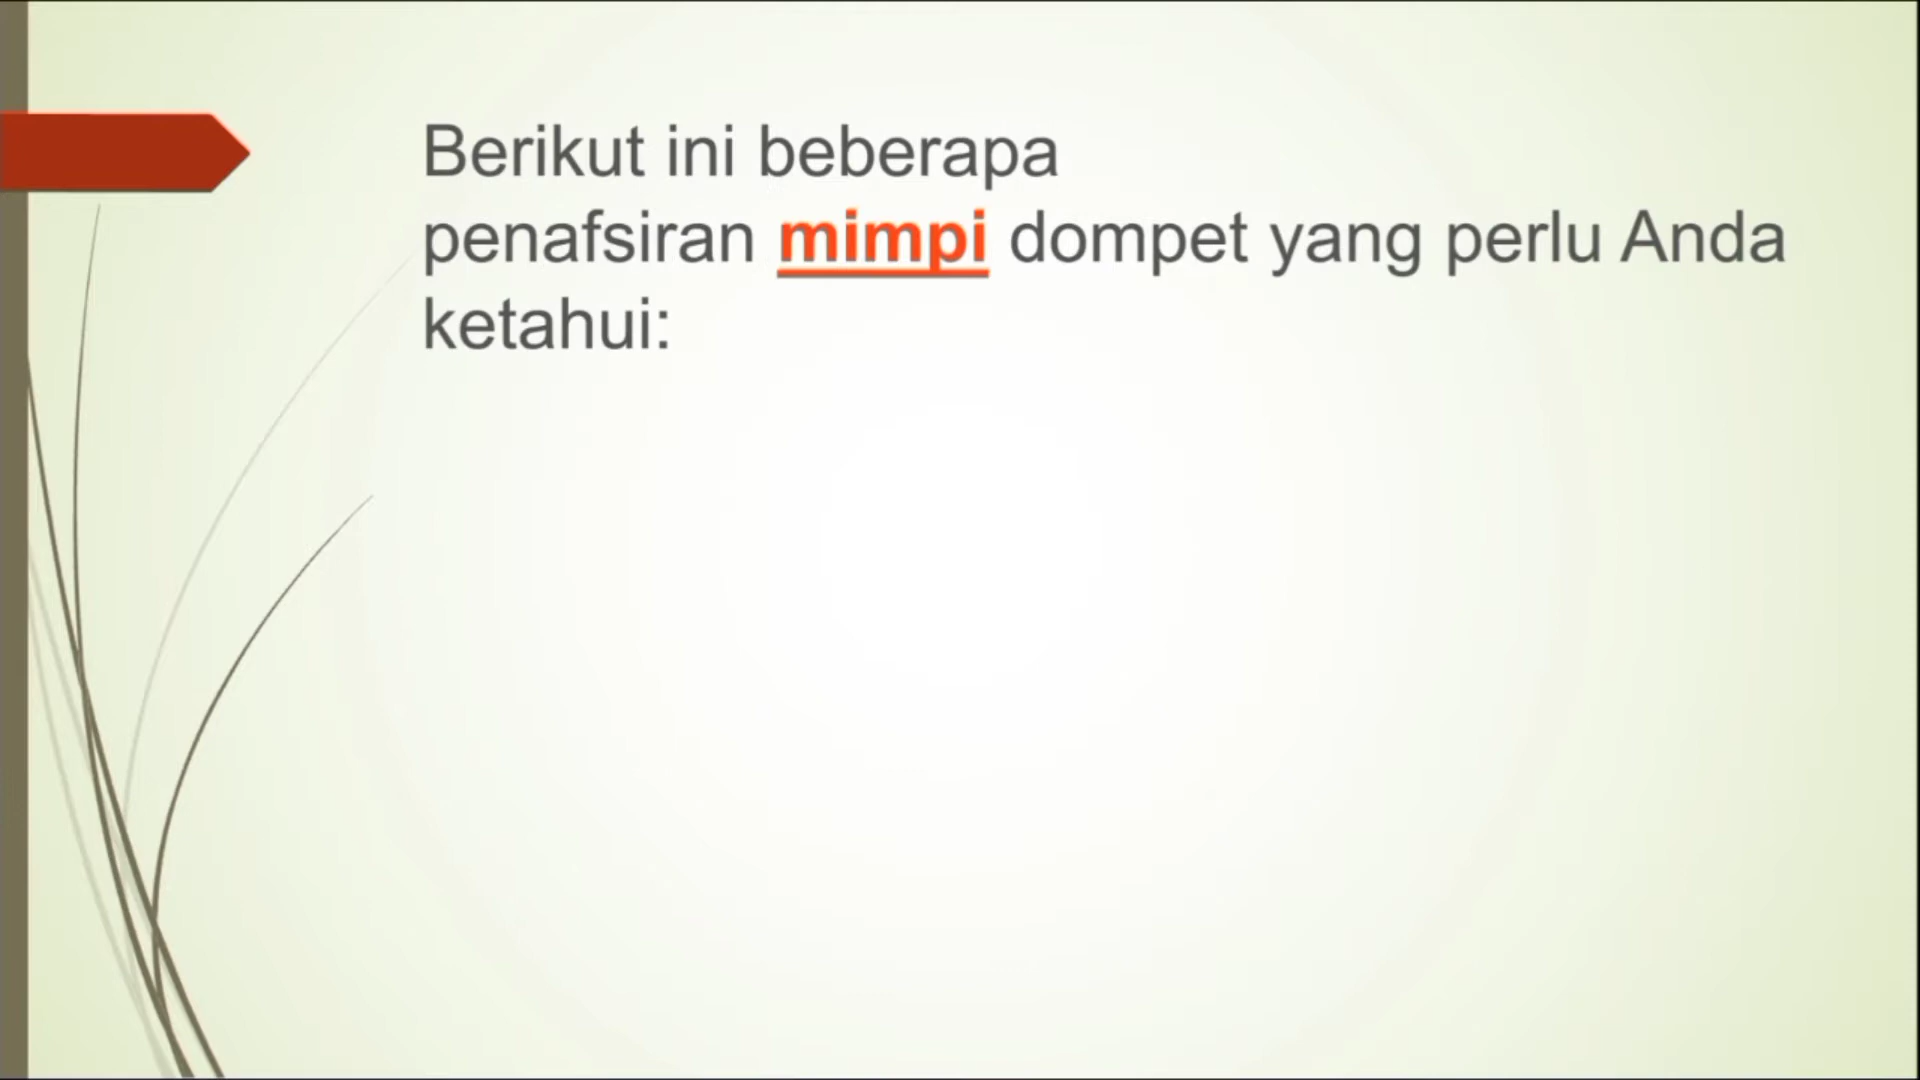 Berikut ini beberapa
penafsiran mimpi dompet yang perlu Anda
ketahui: